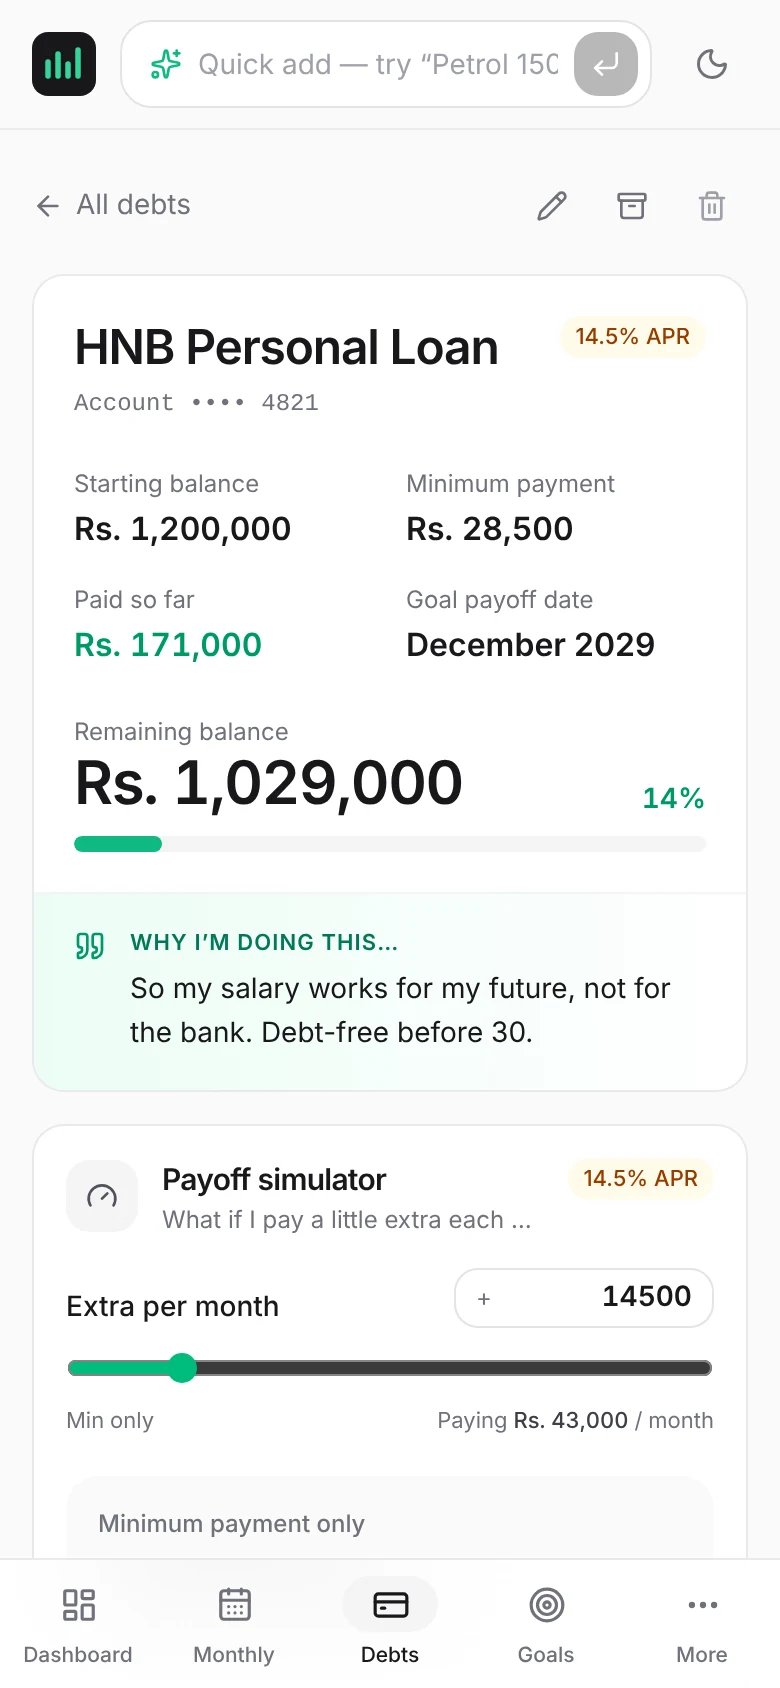 Quick add — try “Petrol 150
All debts
HNB Personal Loan
14.5% APR
Account •••• 4821
Starting balance
Minimum payment
Rs. 1,200,000
Rs. 28,500
Paid so far
Goal payoff date
Rs. 171,000
December 2029
Remaining balance
Rs. 1,029,000
14%
WHY I’M DOING THIS…
So my salary works for my future, not for
the bank. Debt-free before 30.
Payoff simulator
14.5% APR
What if I pay a little extra each ...
Extra per month
+ 14500
Min only
Paying Rs. 43,000 / month
Minimum payment only
Dashboard
Monthly
Debts
Goals
More